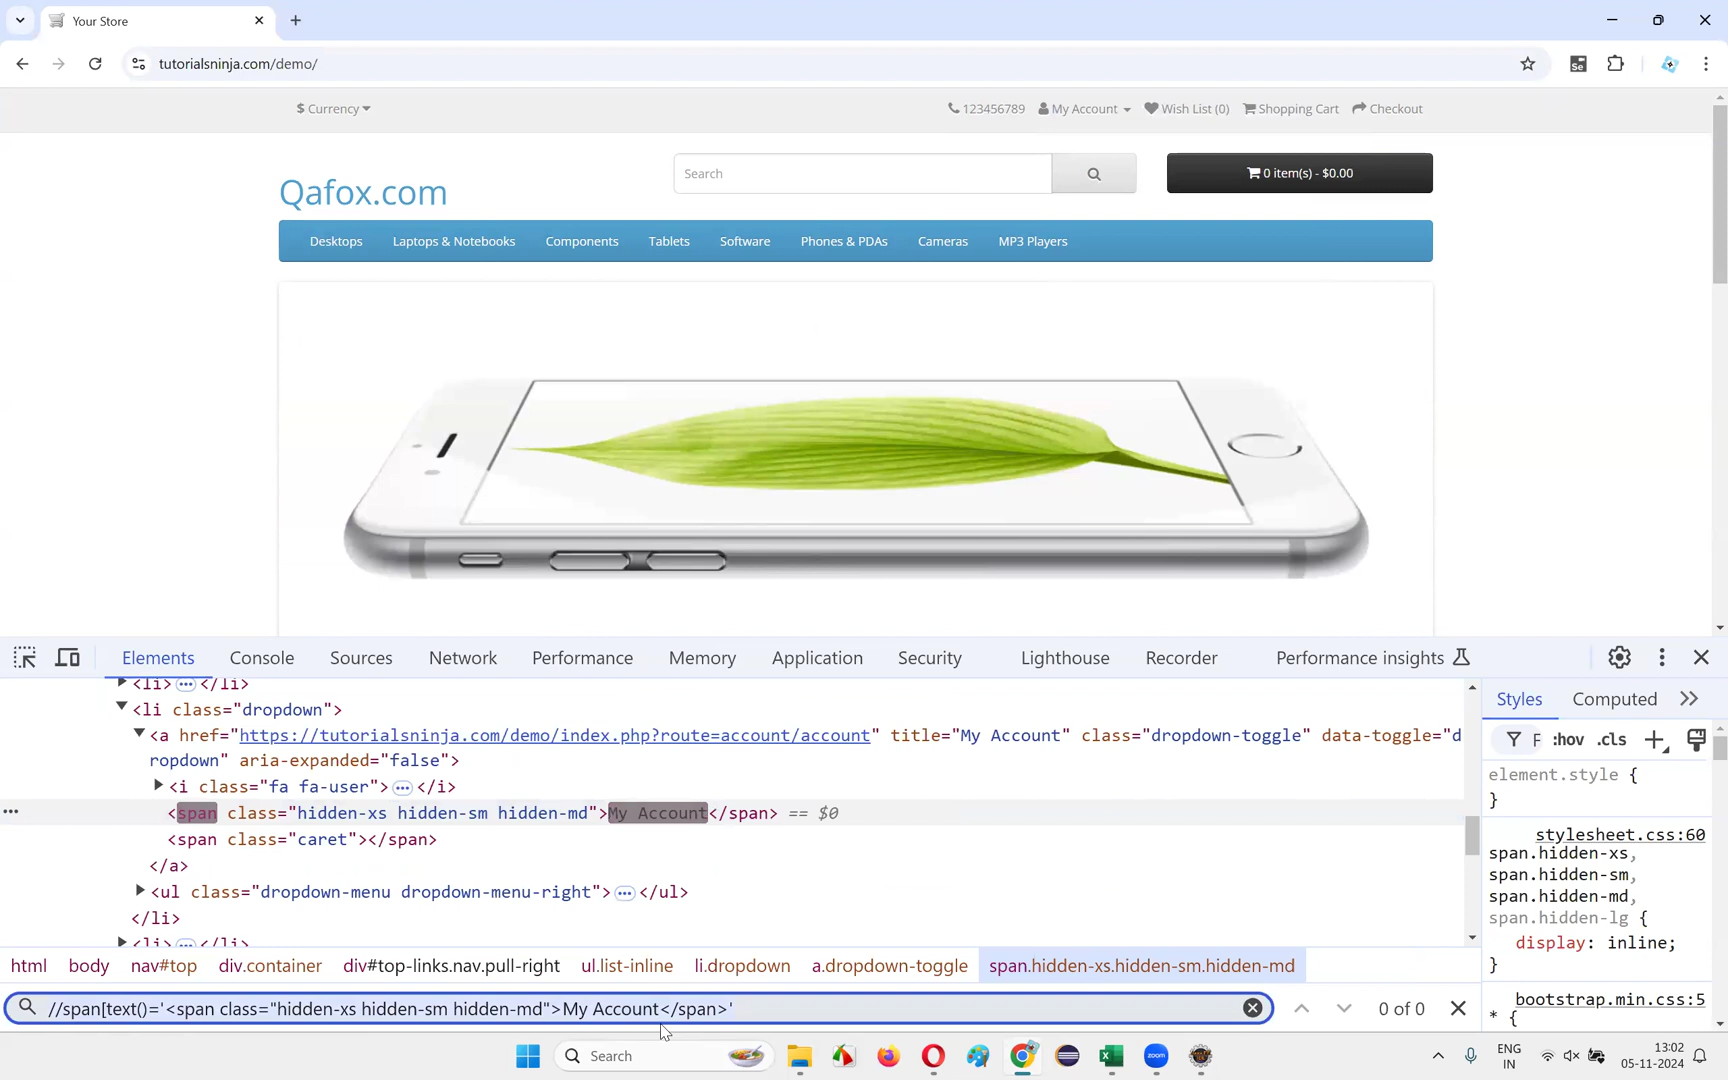 Your Store
tutorialsninja.com/demo/
$ Currency
123456789 My Account Wish List (0) Shopping Cart Checkout
Qafox.com
Search
0 item(s) - $0.00
Desktops Laptops & Notebooks Components Tablets Software Phones & PDAs Cameras MP3 Players
Elements Console Sources Network Performance Memory Application Security Lighthouse Recorder Performance insights
<li> ••• </li>
<li class="dropdown">
<a href="https://tutorialsninja.com/demo/index.php?route=account/account" title="My Account" class="dropdown-toggle" data-toggle="d
ropdown" aria-expanded="false">
<i class="fa fa-user"> ••• </i>
<span class="hidden-xs hidden-sm hidden-md">My Account</span> == $0
<span class="caret"></span>
</a>
<ul class="dropdown-menu dropdown-menu-right"> ••• </ul>
</li>
<li> ••• </li>
Styles Computed
F :hov .cls
element.style {
}
stylesheet.css:60
span.hidden-xs,
span.hidden-sm,
span.hidden-md,
span.hidden-lg {
display: inline;
}
bootstrap.min.css:5
* {
html body nav#top div.container div#top-links.nav.pull-right ul.list-inline li.dropdown a.dropdown-toggle span.hidden-xs.hidden-sm.hidden-md
//span[text()='<span class="hidden-xs hidden-sm hidden-md">My Account</span>'
0 of 0
Search
zoom
ENG
IN
13:02
05-11-2024